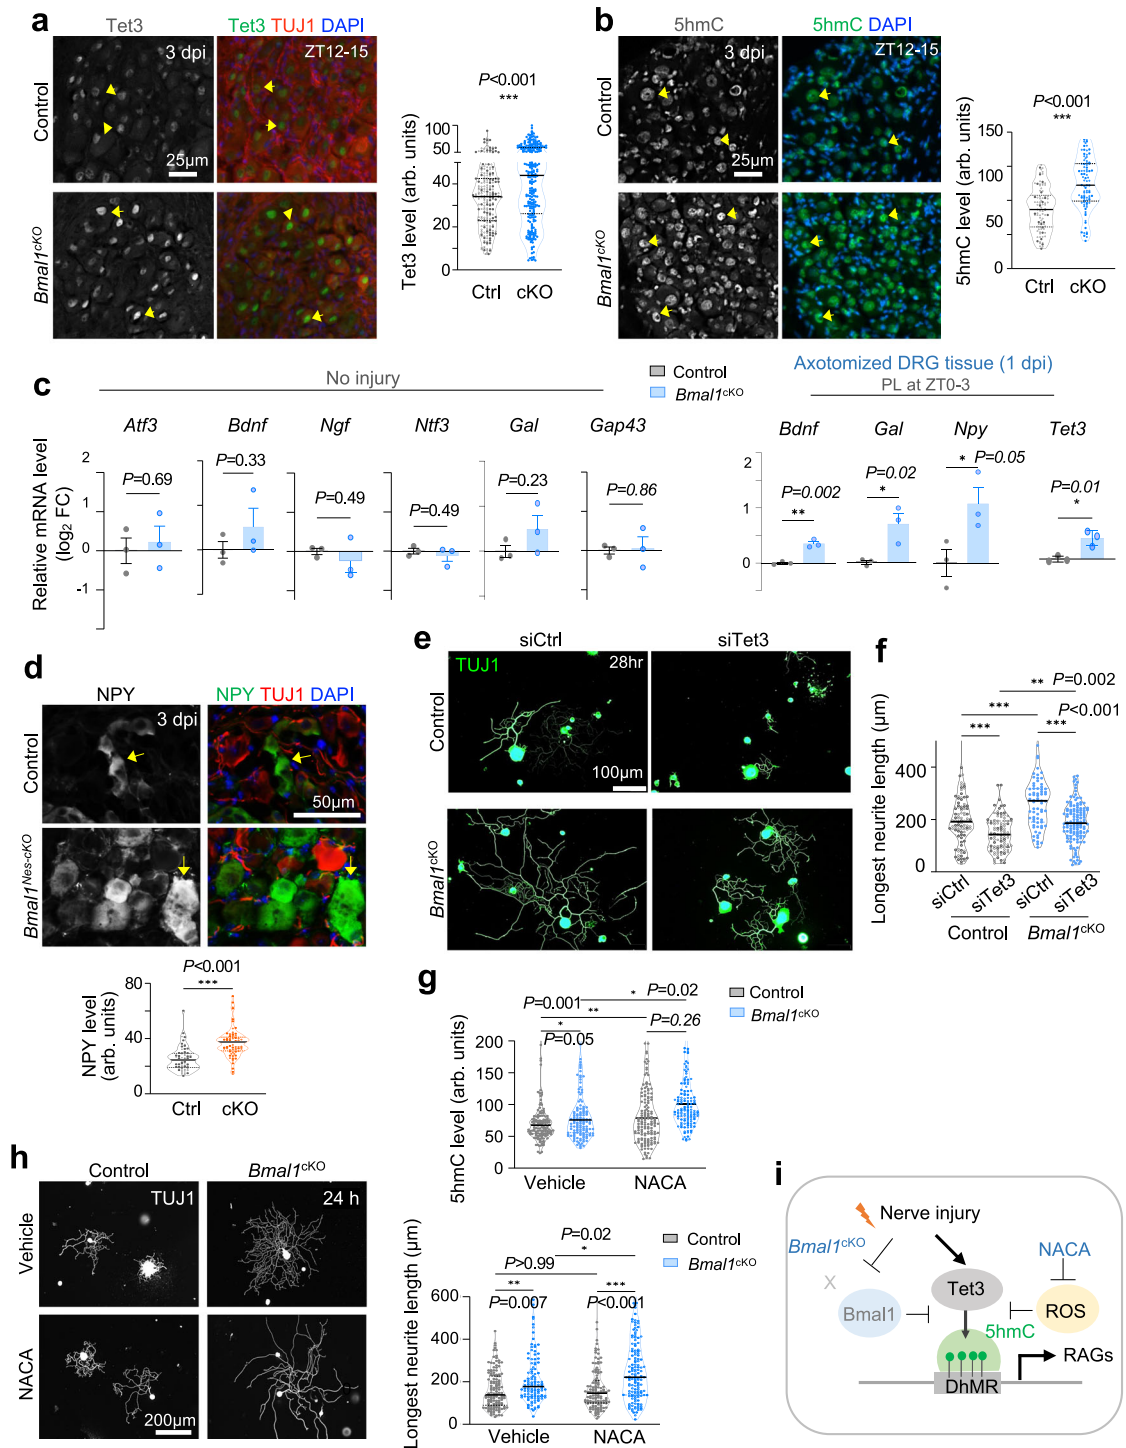 a
Tet3
Tet3 TUJ1 DAPI
3 dpi
ZT12-15
Control
25µm
Bmal1cKO
P<0.001
***
Tet3 level (arb. units)
100
50
40
20
0
Ctrl
cKO
b
5hmC
5hmC DAPI
3 dpi
ZT12-15
Control
25µm
Bmal1cKO
P<0.001
***
5hmC level (arb. units)
150
100
50
0
Ctrl
cKO
c
No injury
Control
Bmal1cKO
Axotomized DRG tissue (1 dpi)
PL at ZT0-3
Atf3
Bdnf
Ngf
Ntf3
Gal
Gap43
Bdnf
Gal
Npy
Tet3
Relative mRNA level
(log2 FC)
2
1
0
-1
P=0.69
P=0.33
P=0.49
P=0.49
P=0.23
P=0.86
2
1
0
P=0.002
**
P=0.02
*
P=0.05
*
P=0.01
*
d
NPY
NPY TUJ1 DAPI
3 dpi
Control
50µm
Bmal1Nes-cKO
P<0.001
***
NPY level
(arb. units)
80
40
0
Ctrl
cKO
e
siCtrl
siTet3
TUJ1
28hr
Control
100µm
Bmal1cKO
f
P=0.002
**
P<0.001
***
***
***
Longest neurite length (µm)
400
200
0
siCtrl
siTet3
siCtrl
siTet3
Control
Bmal1cKO
g
Control
Bmal1cKO
P=0.02
*
P=0.001
**
P=0.26
*
P=0.05
5hmC level (arb. units)
200
150
100
50
0
Vehicle
NACA
h
Control
Bmal1cKO
TUJ1
24 h
Vehicle
NACA
200µm
Control
Bmal1cKO
P=0.02
*
P>0.99
**
P=0.007
***
P<0.001
Longest neurite length (µm)
600
400
200
0
Vehicle
NACA
i
Nerve injury
Bmal1cKO
NACA
X
Bmal1
Tet3
ROS
5hmC
RAGs
DhMR